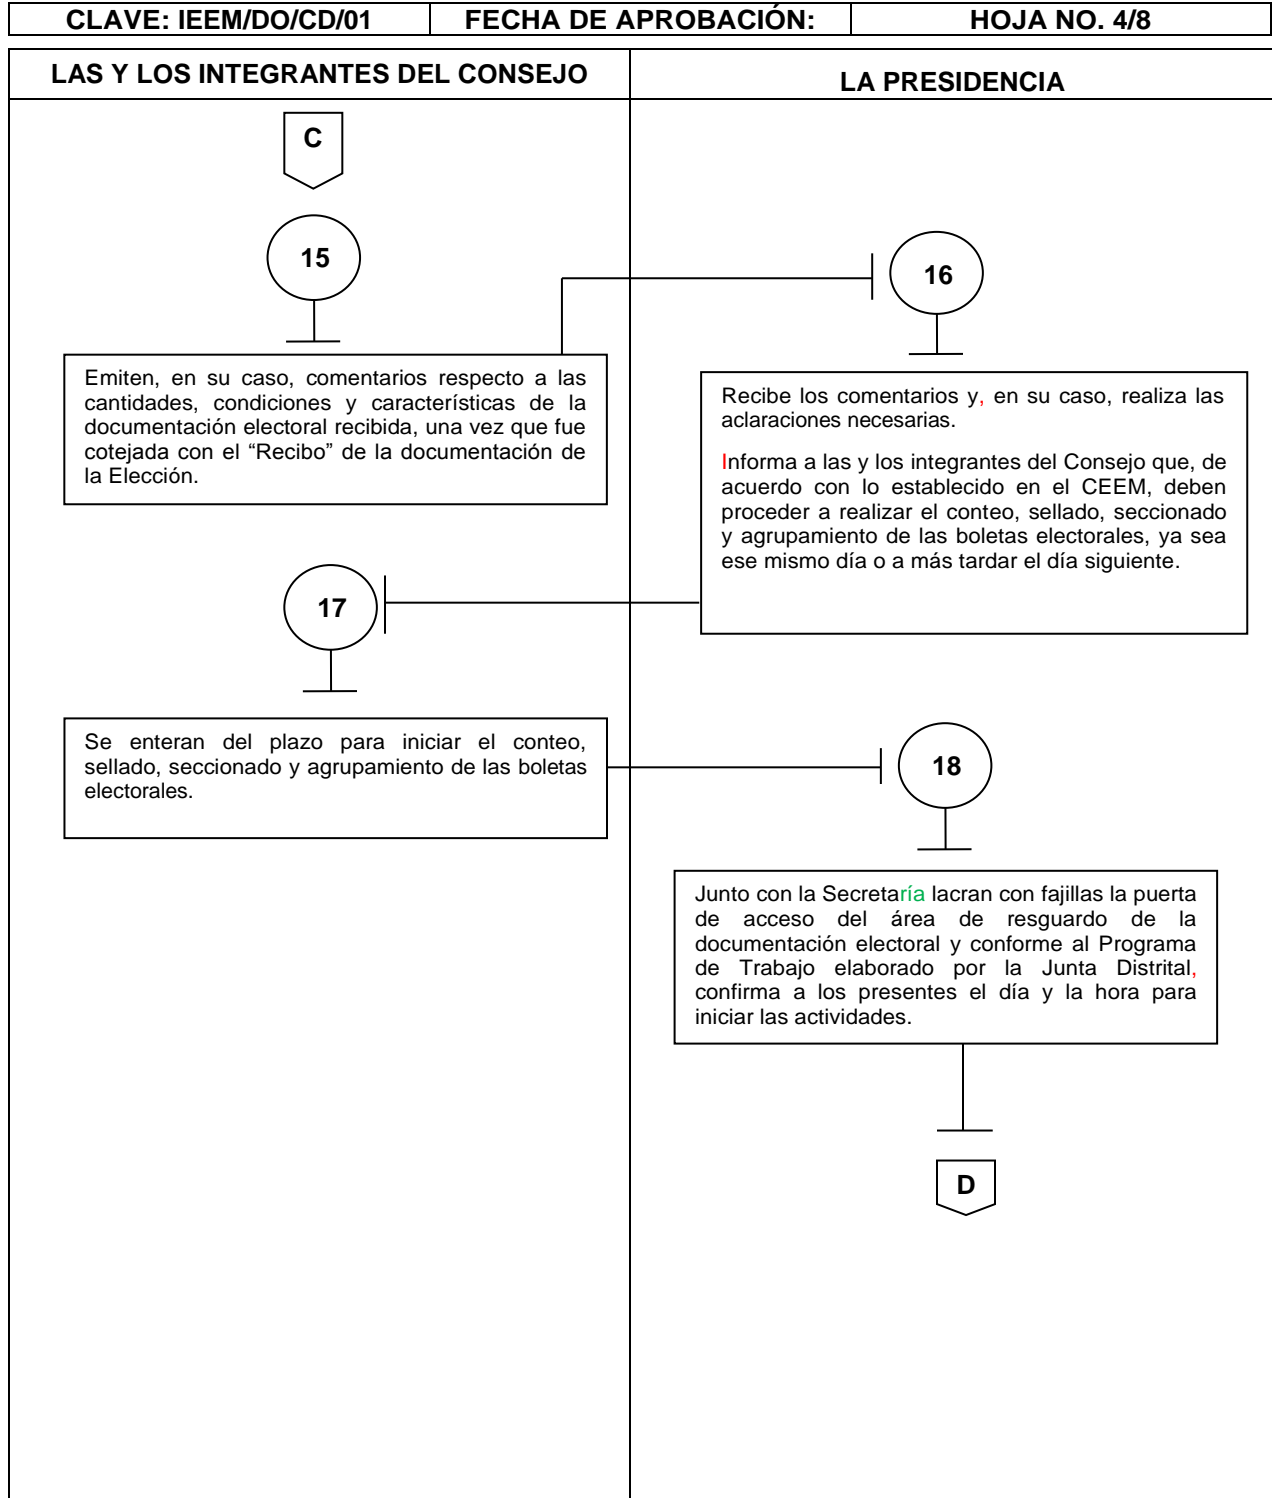 CLAVE: IEEM/DO/CD/01 FECHA DE APROBACIÓN: HOJA NO. 4/8
LAS Y LOS INTEGRANTES DEL CONSEJO
LA PRESIDENCIA
C
15
16
Emiten, en su caso, comentarios respecto a las
cantidades, condiciones y características de la
documentación electoral recibida, una vez que fue
cotejada con el “Recibo” de la documentación de
la Elección.
Recibe los comentarios y, en su caso, realiza las
aclaraciones necesarias.
Informa a las y los integrantes del Consejo que, de
acuerdo con lo establecido en el CEEM, deben
proceder a realizar el conteo, sellado, seccionado
y agrupamiento de las boletas electorales, ya sea
ese mismo día o a más tardar el día siguiente.
17
Se enteran del plazo para iniciar el conteo,
sellado, seccionado y agrupamiento de las boletas
electorales.
18
Junto con la Secretaría lacran con fajillas la puerta
de acceso del área de resguardo de la
documentación electoral y conforme al Programa
de Trabajo elaborado por la Junta Distrital,
confirma a los presentes el día y la hora para
iniciar las actividades.
D